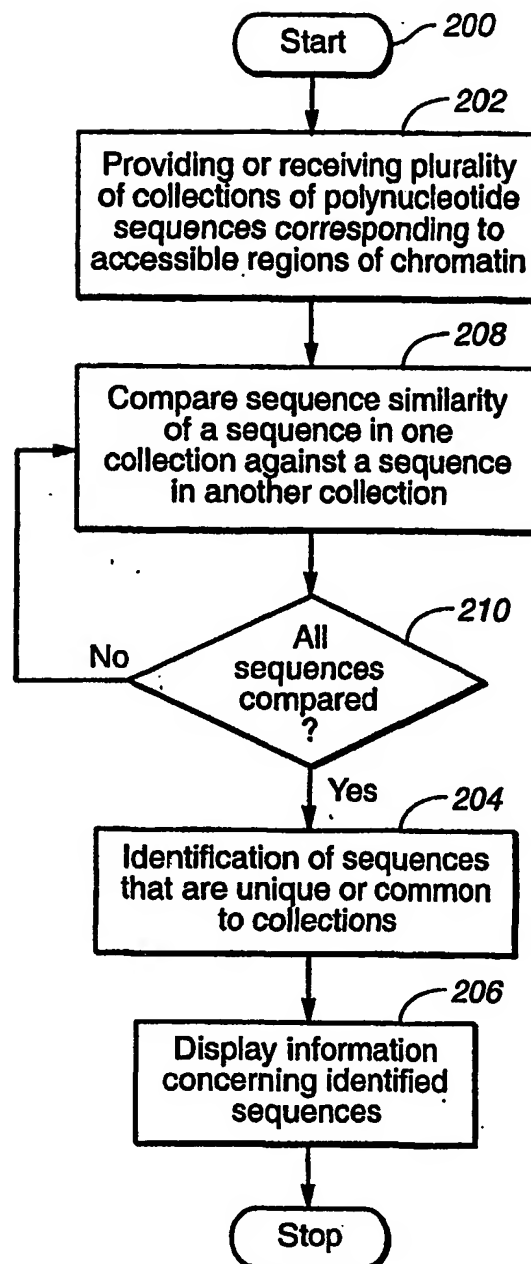 Start
200
202
Providing or receiving plurality
of collections of polynucleotide
sequences corresponding to
accessible regions of chromatin
208
Compare sequence similarity
of a sequence in one
collection against a sequence
in another collection
210
All
sequences
compared
?
No
Yes
204
Identification of sequences
that are unique or common
to collections
206
Display information
concerning identified
sequences
Stop